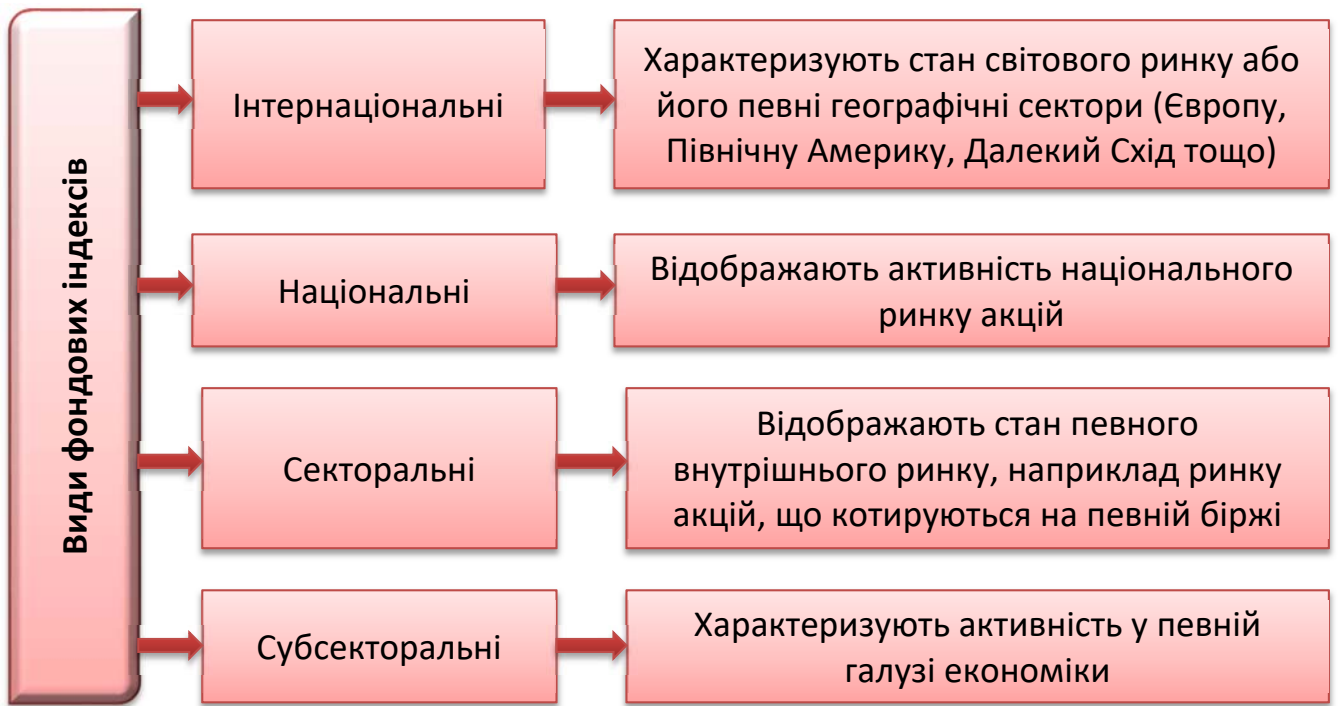 Види фондових індексів
Інтернаціональні
Характеризують стан світового ринку або
його певні географічні сектори (Європу,
Північну Америку, Далекий Схід тощо)
Національні
Відображають активність національного
ринку акцій
Секторальні
Відображають стан певного
внутрішнього ринку, наприклад ринку
акцій, що котируються на певній біржі
Субсекторальні
Характеризують активність у певній
галузі економіки